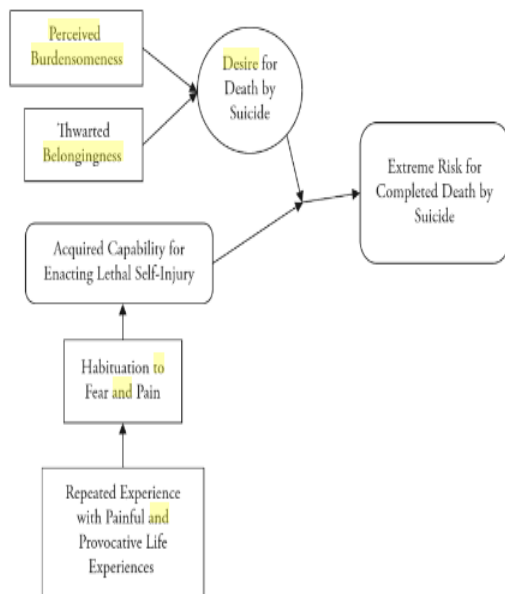 Perceived
Burdensomeness
Thwarted
Belongingness
Desire for
Death by
Suicide
Extreme Risk for
Completed Death by
Suicide
Acquired Capability for
Enacting Lethal Self-Injury
Habituation to
Fear and Pain
Repeated Experience
with Painful and
Provocative Life
Experiences